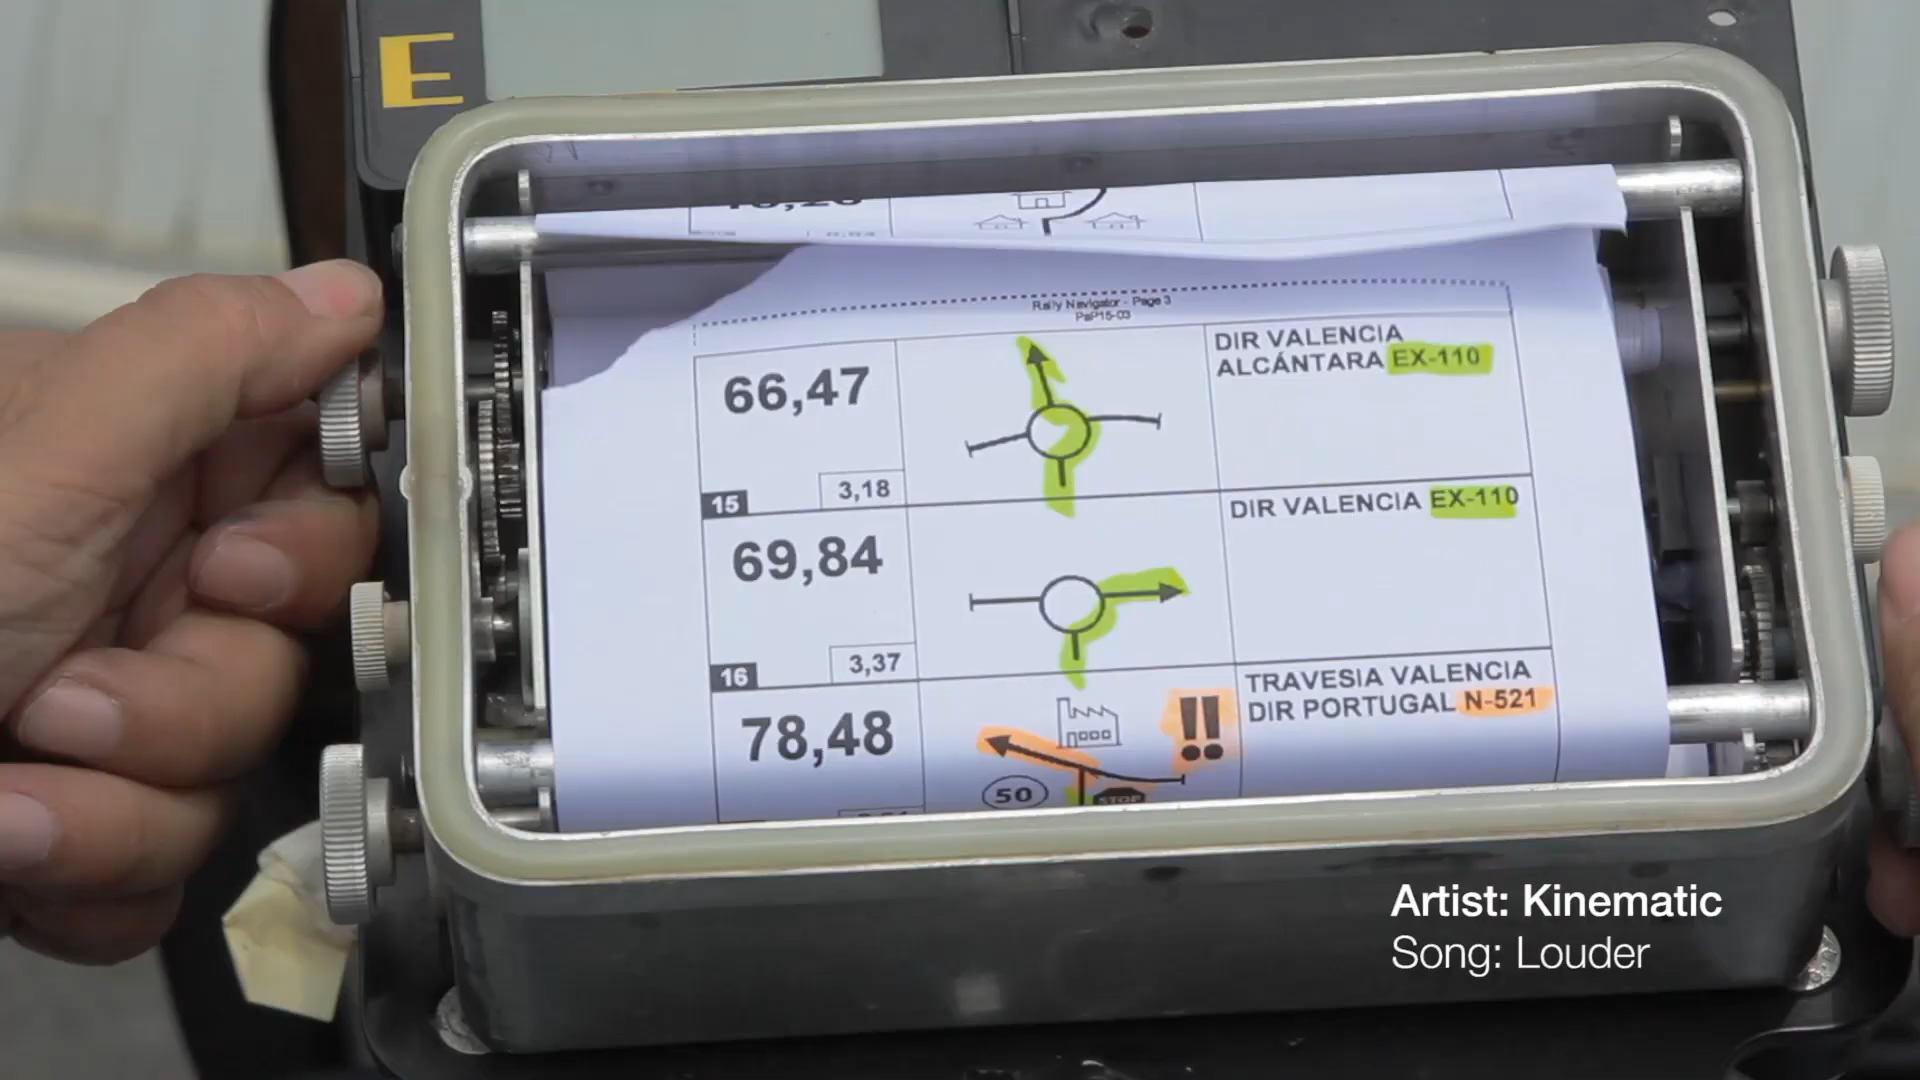 E
Rally Navigator - Page 3
PaP15-03
66,47
DIR VALENCIA
ALCÁNTARA EX-110
15
3,18
69,84
DIR VALENCIA EX-110
16
3,37
78,48
!!
TRAVESIA VALENCIA
DIR PORTUGAL N-521
50
STOP
Artist: Kinematic
Song: Louder